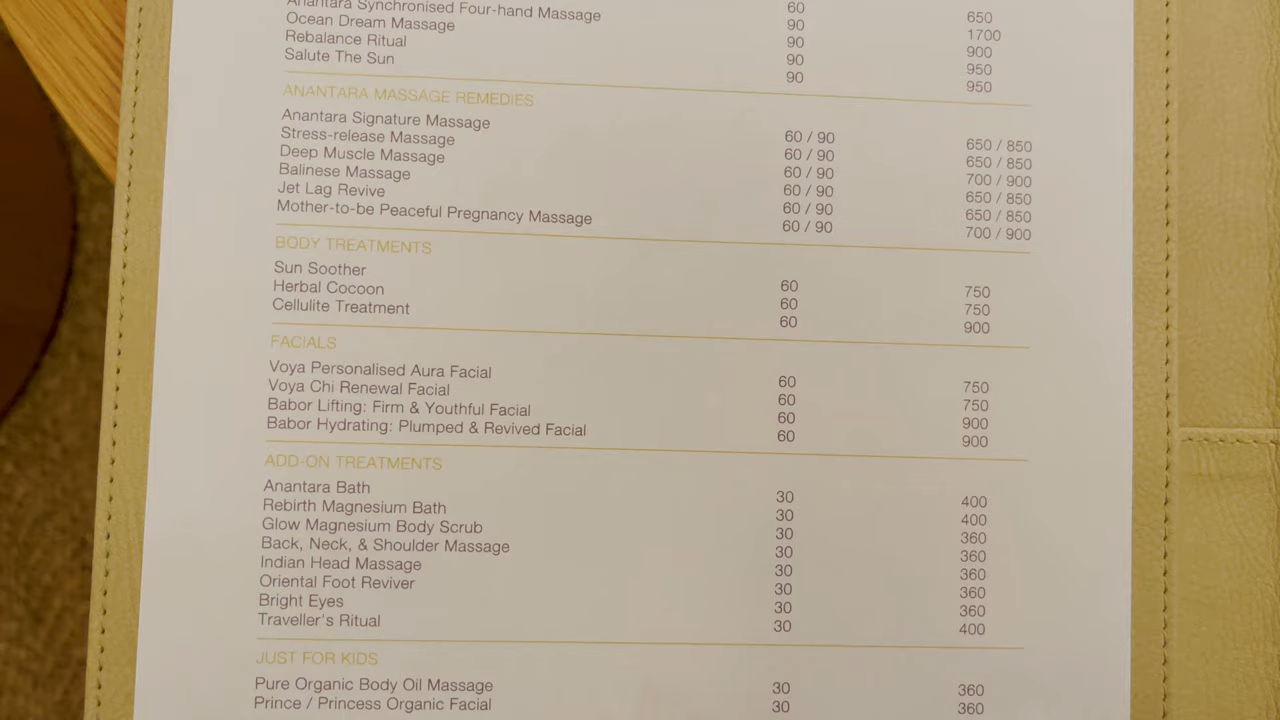 60 650
Anantara Synchronised Four-hand Massage 90 1700
Ocean Dream Massage 90 900
Rebalance Ritual 90 950
Salute The Sun 90 950
ANANTARA MASSAGE REMEDIES
Anantara Signature Massage 60 / 90 650 / 850
Stress-release Massage 60 / 90 650 / 850
Deep Muscle Massage 60 / 90 700 / 900
Balinese Massage 60 / 90 650 / 850
Jet Lag Revive 60 / 90 650 / 850
Mother-to-be Peaceful Pregnancy Massage 60 / 90 700 / 900
BODY TREATMENTS
Sun Soother 60 750
Herbal Cocoon 60 750
Cellulite Treatment 60 900
FACIALS
Voya Personalised Aura Facial 60 750
Voya Chi Renewal Facial 60 750
Babor Lifting: Firm & Youthful Facial 60 900
Babor Hydrating: Plumped & Revived Facial 60 900
ADD-ON TREATMENTS
Anantara Bath 30 400
Rebirth Magnesium Bath 30 400
Glow Magnesium Body Scrub 30 360
Back, Neck, & Shoulder Massage 30 360
Indian Head Massage 30 360
Oriental Foot Reviver 30 360
Bright Eyes 30 360
Traveller's Ritual 30 400
JUST FOR KIDS
Pure Organic Body Oil Massage 30 360
Prince / Princess Organic Facial 30 360